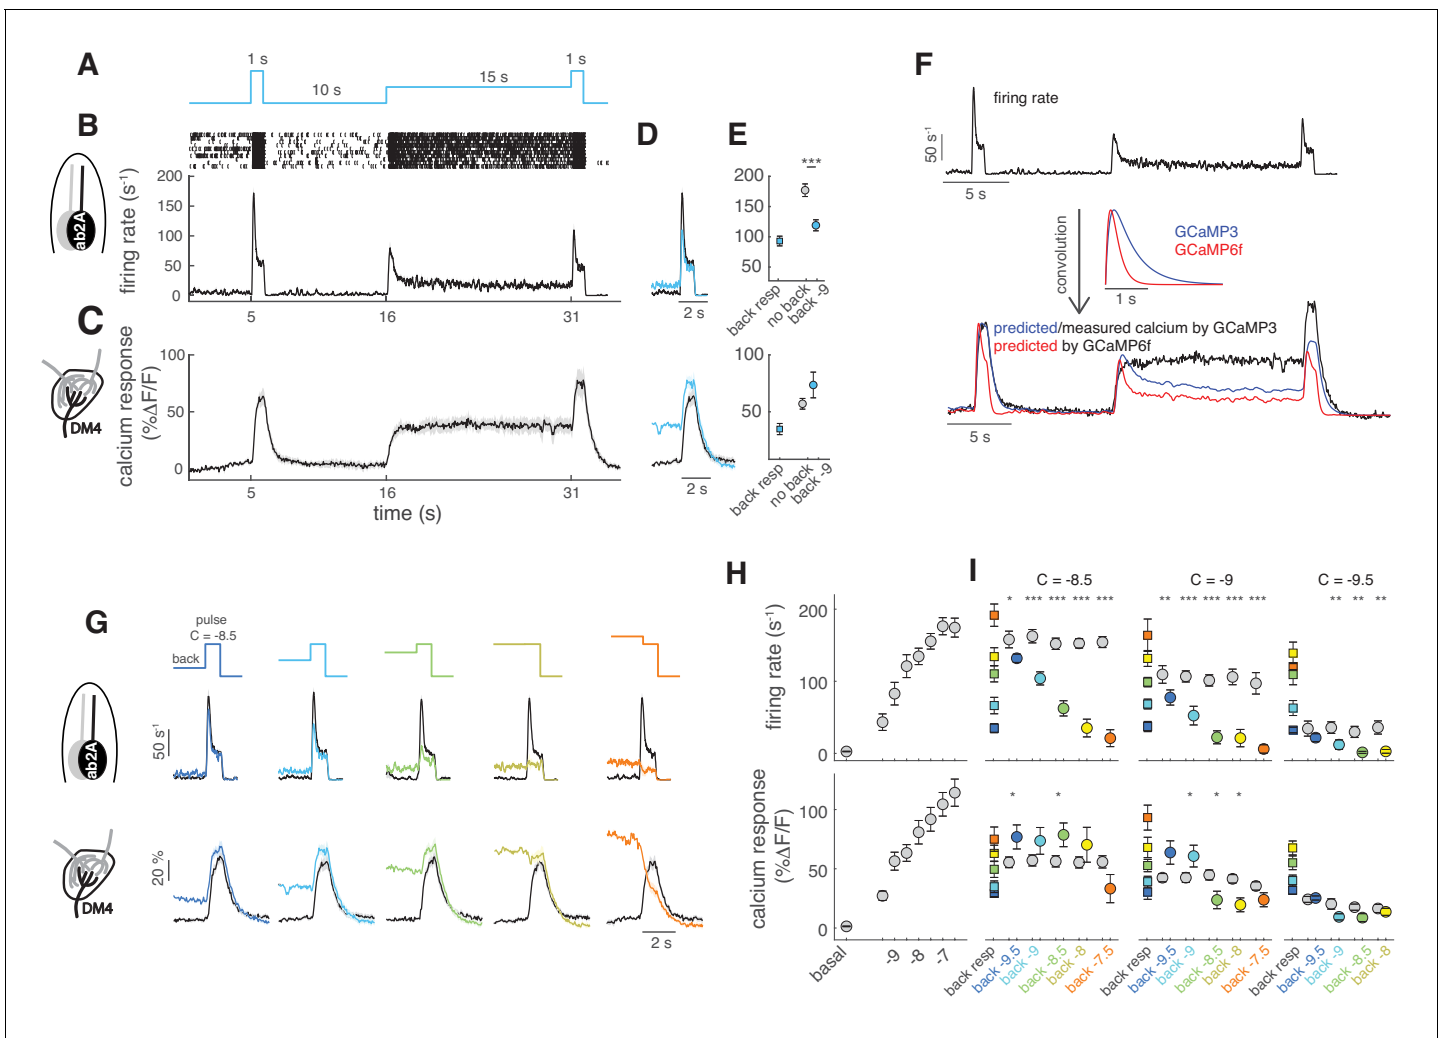 A
1 s
10 s
15 s
1 s
B
ab2A
firing rate (s-1)
200
150
100
50
0
5
16
31
C
DM4
calcium response
(%ΔF/F)
100
50
0
5
16
31
time (s)
D
2 s
2 s
E
***
200
150
100
50
back resp
no back
back -9
100
50
back resp
no back
back -9
F
firing rate
50 s-1
5 s
convolution
GCaMP3
GCaMP6f
1 s
predicted/measured calcium by GCaMP3
predicted by GCaMP6f
5 s
G
pulse
C = -8.5
back
ab2A
50 s-1
DM4
20 %
2 s
H
firing rate (s-1)
200
100
0
calcium response
(%ΔF/F)
100
50
0
basal
-9
-8
-7
I
C = -8.5
* *** *** *** ***
C = -9
** *** *** *** ***
C = -9.5
** ** **
* *
* * *
back resp
back -9.5
back -9
back -8.5
back -8
back -7.5
back resp
back -9.5
back -9
back -8.5
back -8
back -7.5
back resp
back -9.5
back -9
back -8.5
back -8